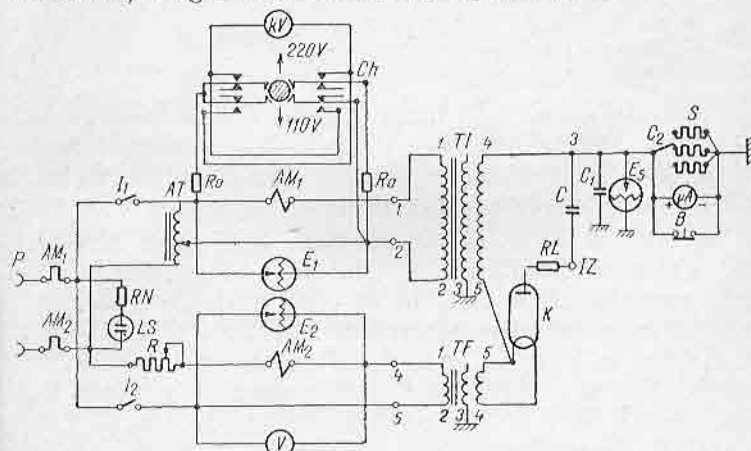 kV
220V
Ch
110V
S
1 TI 4
3
C₂
I₁
AT
Ra
AM₁
Ra
1
C
C₁
E₅
μA
+
P
AM₁
2
B
RN
E₁
2 3 5
RL
IZ
AM₂
LS
E₂
K
R
AM₂
4
1 TF 5
I₂
5
2 3 4
V